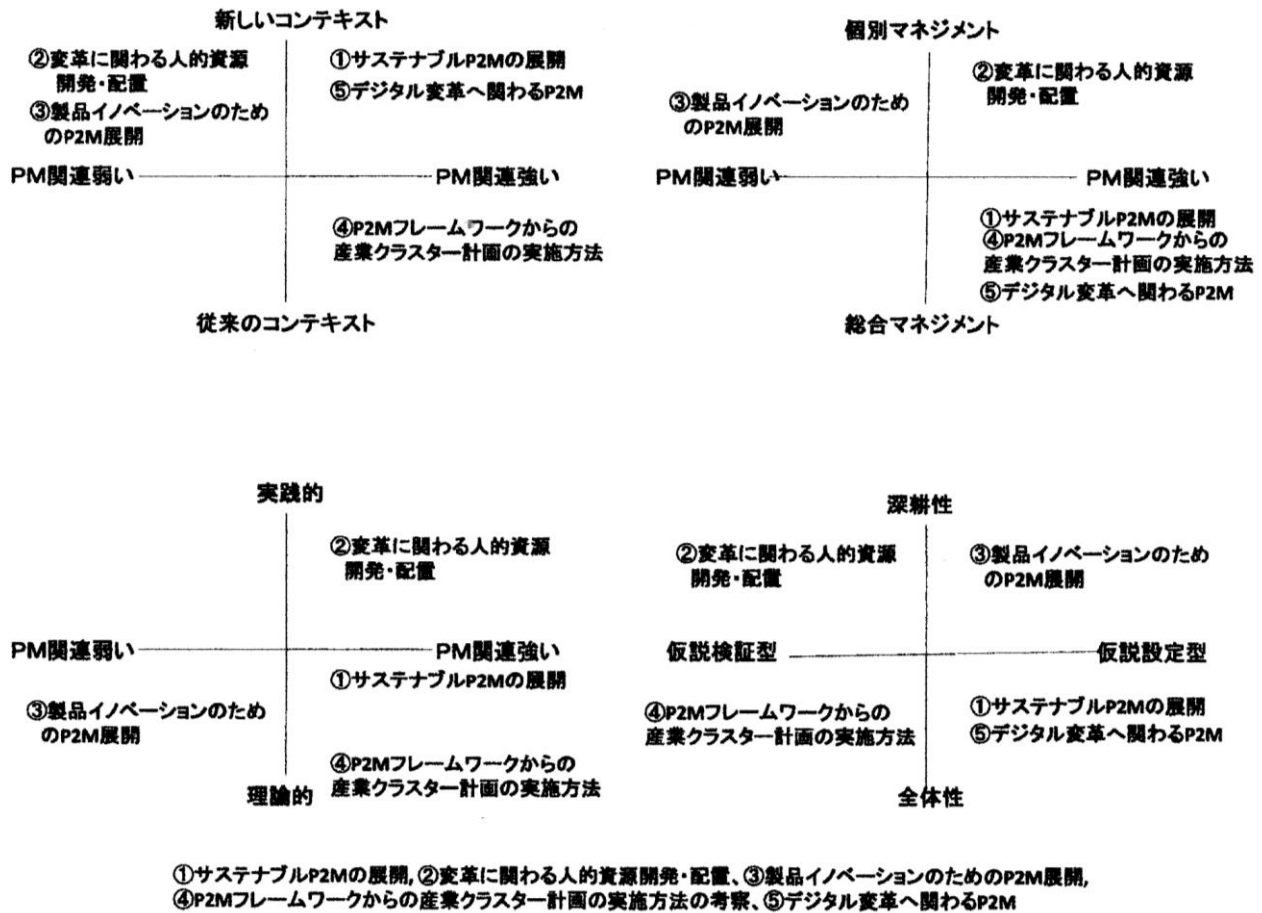 新しいコンテキスト
②変革に関わる人的資源
開発・配置
③製品イノベーションのため
のP2M展開
①サステナブルP2Mの展開
⑤デジタル変革へ関わるP2M
PM関連弱い
PM関連強い
④P2Mフレームワークからの
産業クラスター計画の実施方法
従来のコンテキスト
個別マネジメント
②変革に関わる人的資源
開発・配置
③製品イノベーションのため
のP2M展開
PM関連弱い
PM関連強い
①サステナブルP2Mの展開
④P2Mフレームワークからの
産業クラスター計画の実施方法
⑤デジタル変革へ関わるP2M
総合マネジメント
実践的
②変革に関わる人的資源
開発・配置
PM関連弱い
PM関連強い
①サステナブルP2Mの展開
③製品イノベーションのため
のP2M展開
④P2Mフレームワークからの
産業クラスター計画の実施方法
理論的
深耕性
②変革に関わる人的資源
開発・配置
③製品イノベーションのため
のP2M展開
仮説検証型
仮説設定型
④P2Mフレームワークからの
産業クラスター計画の実施方法
①サステナブルP2Mの展開
⑤デジタル変革へ関わるP2M
全体性
①サステナブルP2Mの展開, ②変革に関わる人的資源開発・配置、③製品イノベーションのためのP2M展開,
④P2Mフレームワークからの産業クラスター計画の実施方法の考察、⑤デジタル変革へ関わるP2M